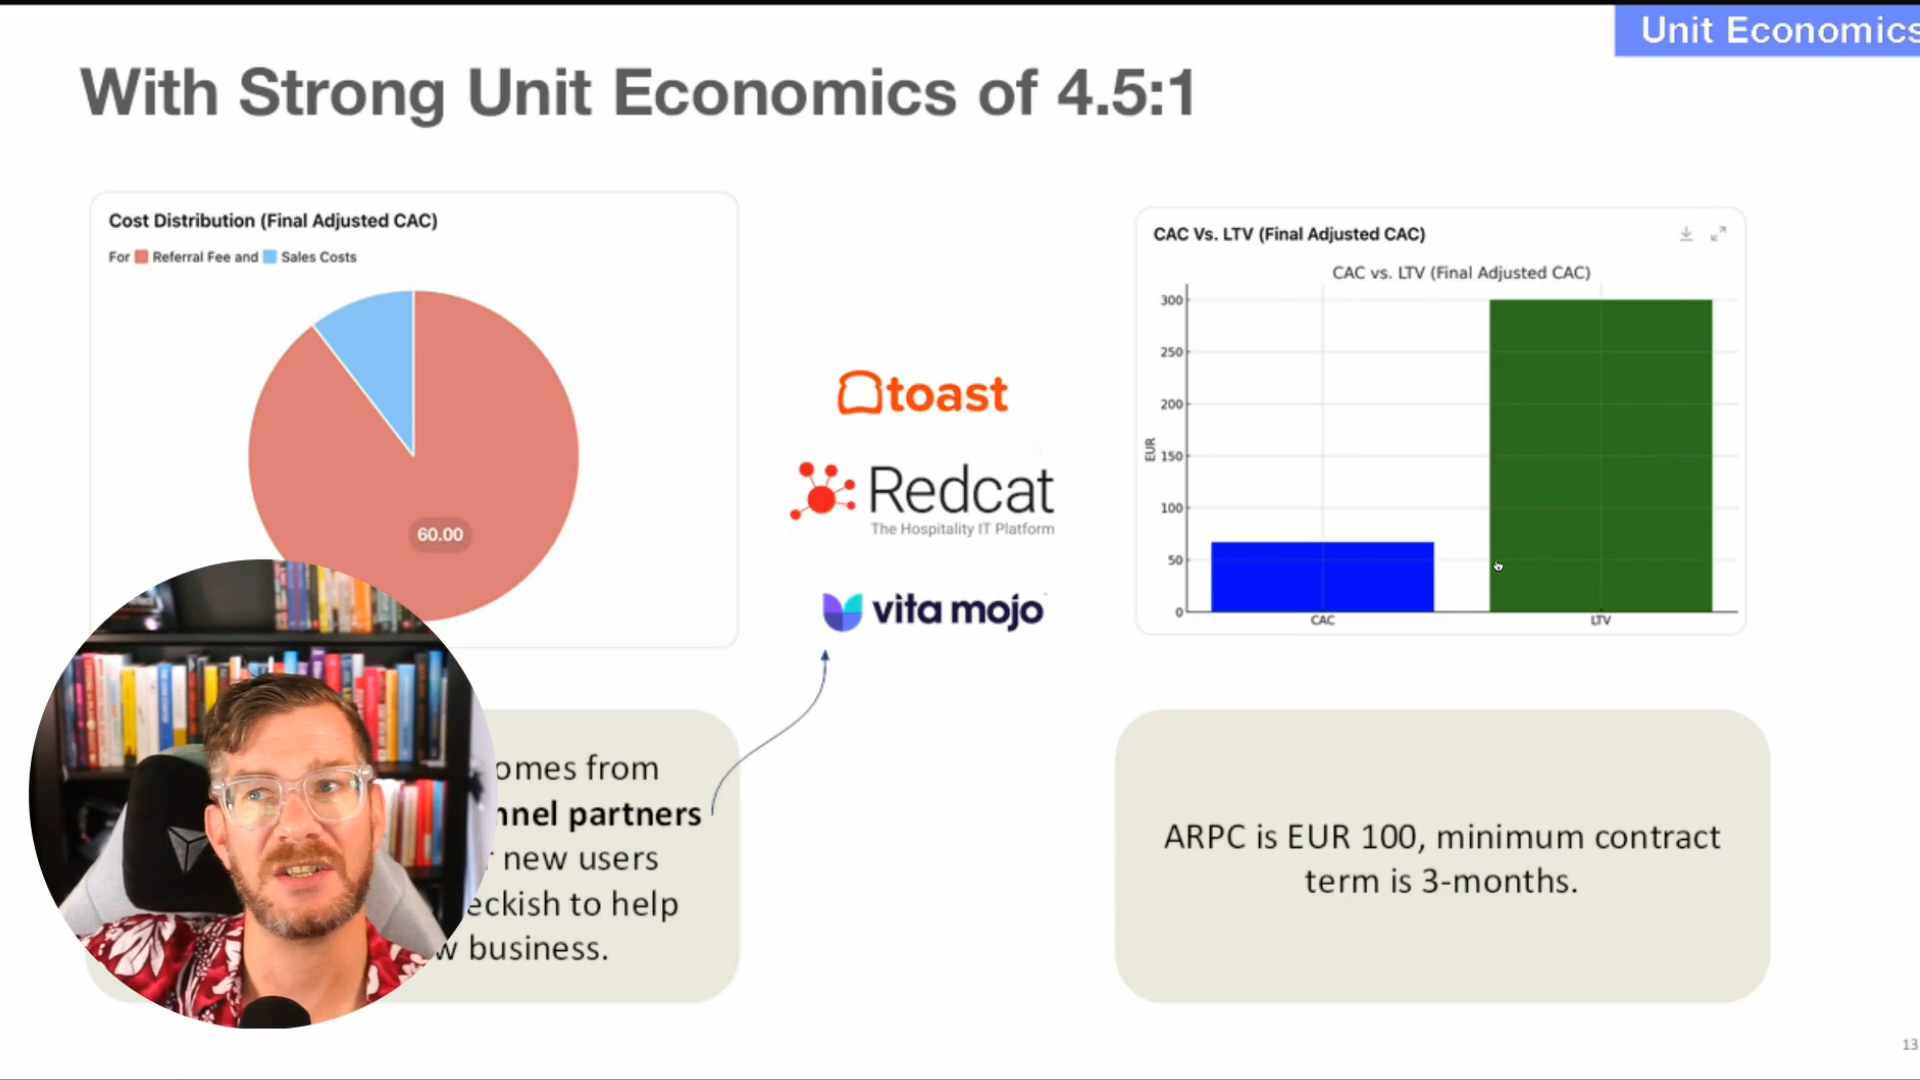 Unit Economics
With Strong Unit Economics of 4.5:1
Cost Distribution (Final Adjusted CAC)
For Referral Fee and Sales Costs
60.00
toast
Redcat
The Hospitality IT Platform
vita mojo
CAC Vs. LTV (Final Adjusted CAC)
CAC vs. LTV (Final Adjusted CAC)
300
250
200
150
100
50
0
EUR
CAC
LTV
omes from
nnel partners
new users
eckish to help
w business.
ARPC is EUR 100, minimum contract
term is 3-months.
13